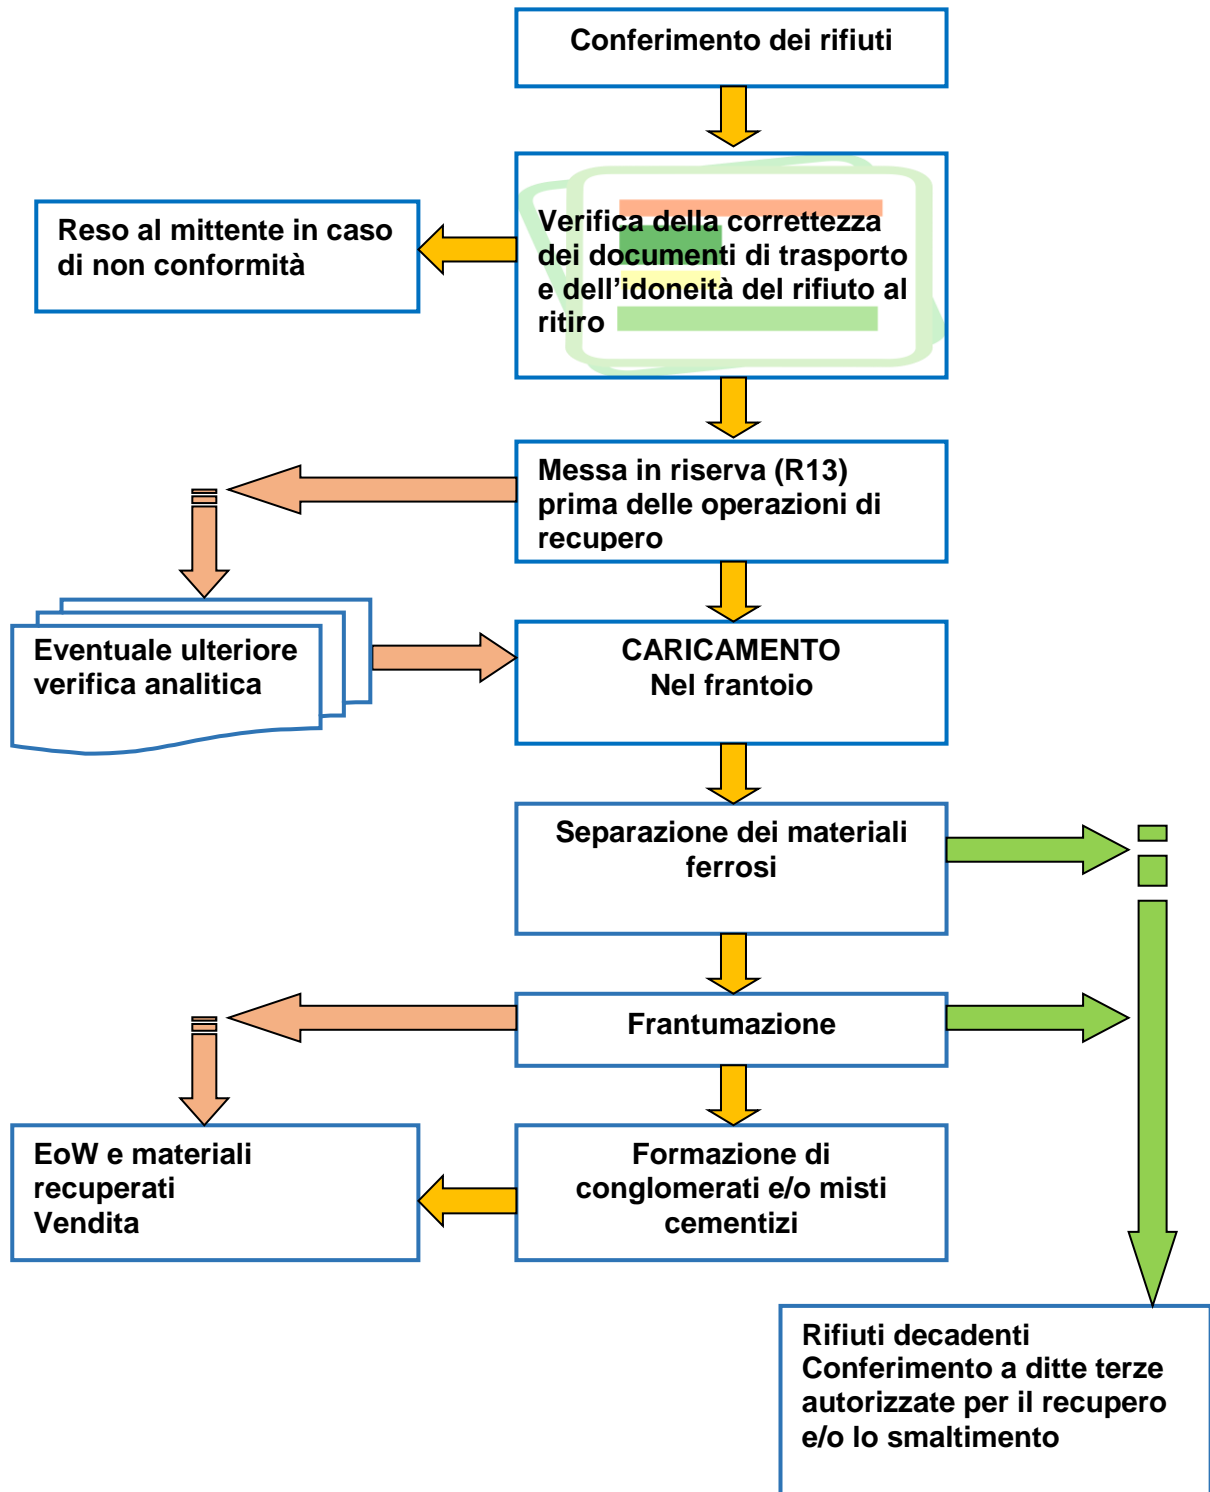 Conferimento dei rifiuti
Reso al mittente in caso
di non conformità
Verifica della correttezza
dei documenti di trasporto
e dell’idoneità del rifiuto al
ritiro
Messa in riserva (R13)
prima delle operazioni di
recupero
Eventuale ulteriore
verifica analitica
CARICAMENTO
Nel frantoio
Separazione dei materiali
ferrosi
Frantumazione
EoW e materiali
recuperati
Vendita
Formazione di
conglomerati e/o misti
cementizi
Rifiuti decadenti
Conferimento a ditte terze
autorizzate per il recupero
e/o lo smaltimento